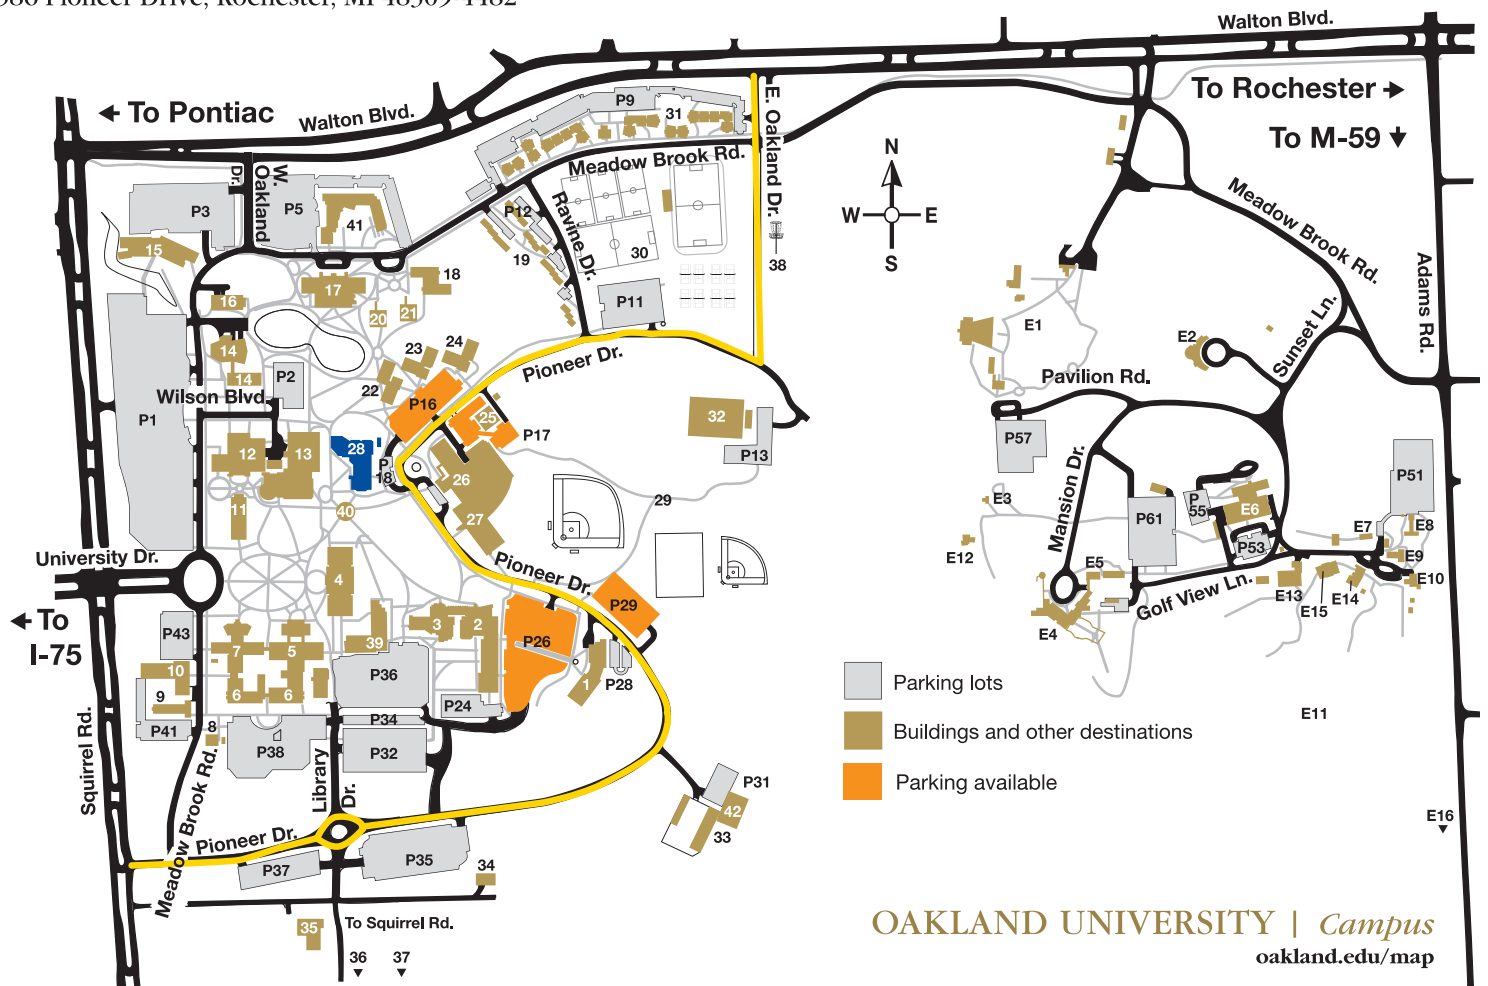 Pioneer Drive, Rochester, MI 48309-4482
Walton Blvd.
To Pontiac
Walton Blvd.
To Rochester
To M-59
P9
31
E. Oakland Dr.
Meadow Brook Rd.
W. Oakland
Dr.
P3
P5
41
15
P12
Ravine Dr.
19
30
38
N
W
E
S
Meadow Brook Rd.
Adams Rd.
16
17
18
20
21
P11
14
14
P2
Wilson Blvd.
P1
22
23
24
Pioneer Dr.
P16
25
P17
32
P13
E1
E2
Sunset Ln.
Pavilion Rd.
P57
12
13
28
P
18
26
27
29
11
40
Mansion Dr.
E3
E12
P61
P
55
E6
P53
P51
E7
E8
E9
E10
E5
E4
Golf View Ln.
E13
E15
E14
University Dr.
To
I-75
4
Pioneer Dr.
P29
P26
P28
1
3
2
39
P43
7
5
6
6
10
9
P41
8
P36
P34
P24
P38
P32
Library
Dr.
Squirrel Rd.
Meadow Brook Rd.
Pioneer Dr.
P37
P35
34
35
To Squirrel Rd.
36
37
P31
42
33
Parking lots
Buildings and other destinations
Parking available
E11
E16
OAKLAND UNIVERSITY | Campus
oakland.edu/map